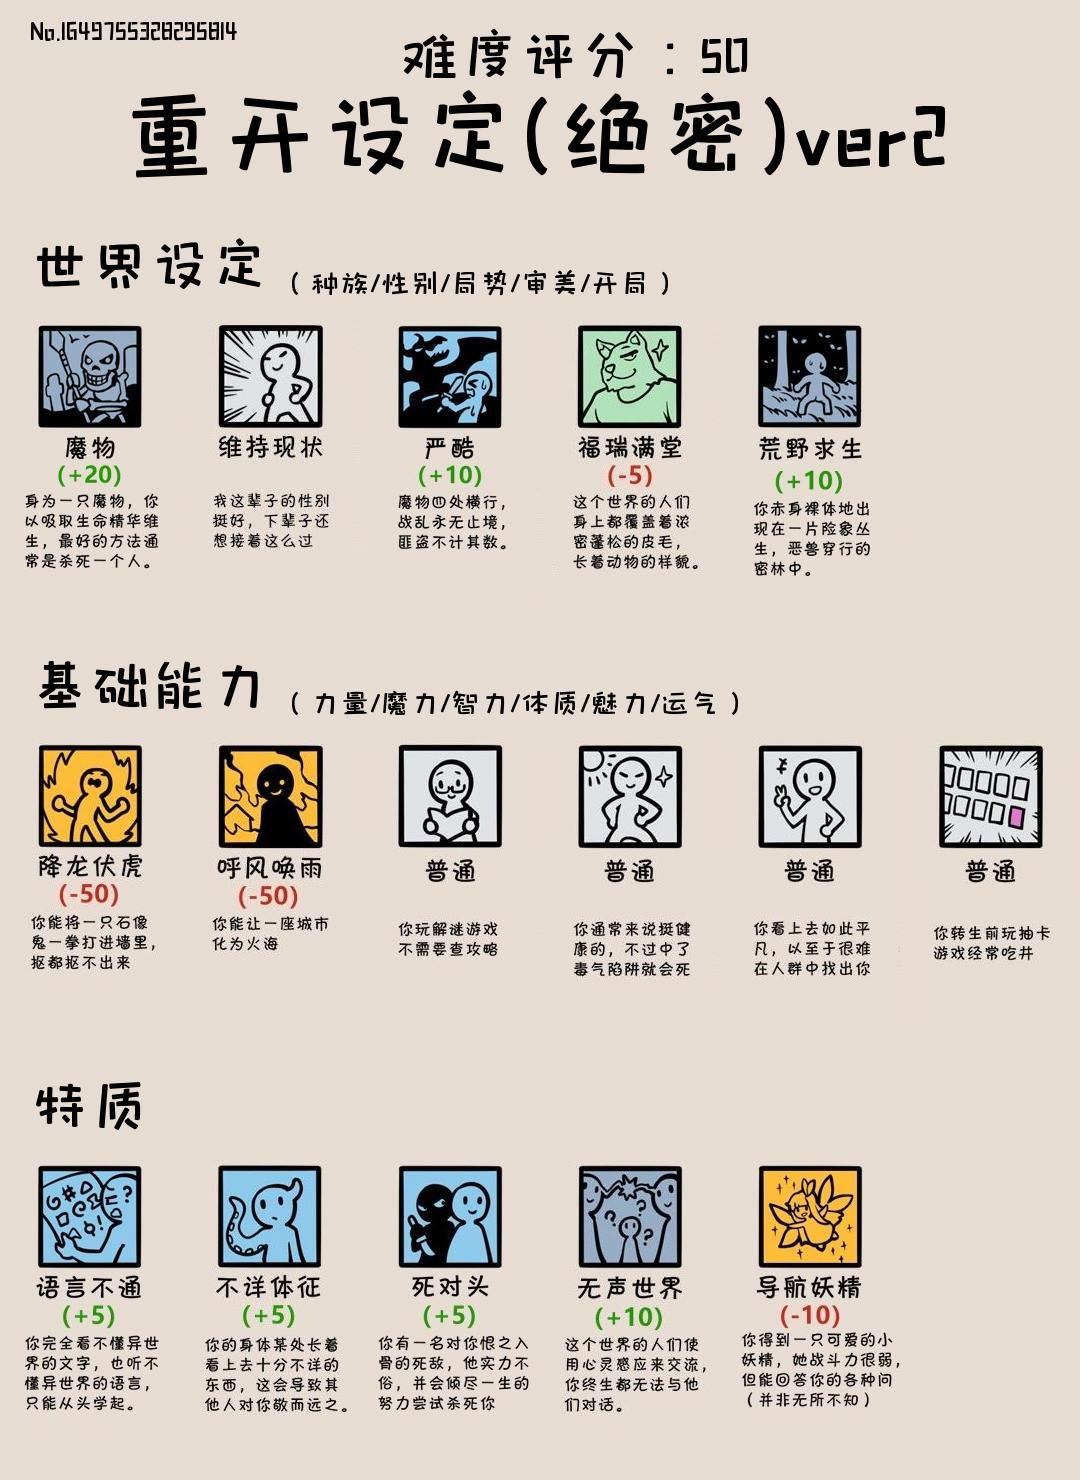 No.1649755328295814
难度评分：50
重开设定(绝密)ver2
世界设定（种族/性别/局势/审美/开局）
魔物
(+20)
身为一只魔物，你
以吸取生命精华维
生，最好的方法通
常是杀死一个人。
维持现状
我这辈子的性别
挺好，下辈子还
想接着这么过
严酷
(+10)
魔物四处横行，
战乱永无止境，
匪盗不计其数。
福瑞满堂
(-5)
这个世界的人们
身上都覆盖着浓
密蓬松的皮毛，
长着动物的样貌。
荒野求生
(+10)
你赤身裸体地出
现在一片险象丛
生，恶兽穿行的
密林中。
基础能力（力量/魔力/智力/体质/魅力/运气）
降龙伏虎
(-50)
你能将一只石像
鬼一拳打进墙里，
抠都抠不出来
呼风唤雨
(-50)
你能让一座城市
化为火海
普通
你玩解谜游戏
不需要查攻略
普通
你通常来说挺健
康的，不过中了
毒气陷阱就会死
普通
你看上去如此平
凡，以至于很难
在人群中找出你
普通
你转生前玩抽卡
游戏经常吃井
特质
语言不通
(+5)
你完全看不懂异世
界的文字，也听不
懂异世界的语言，
只能从头学起。
不详体征
(+5)
你的身体某处长着
看上去十分不详的
东西，这会导致其
他人对你敬而远之。
死对头
(+5)
你有一名对你恨之入
骨的死敌，他实力不
俗，并会倾尽一生的
努力尝试杀死你
无声世界
(+10)
这个世界的人们使
用心灵感应来交流，
你终生都无法与他
们对话。
导航妖精
(-10)
你得到一只可爱的小
妖精，她战斗力很弱，
但能回答你的各种问
（并非无所不知）